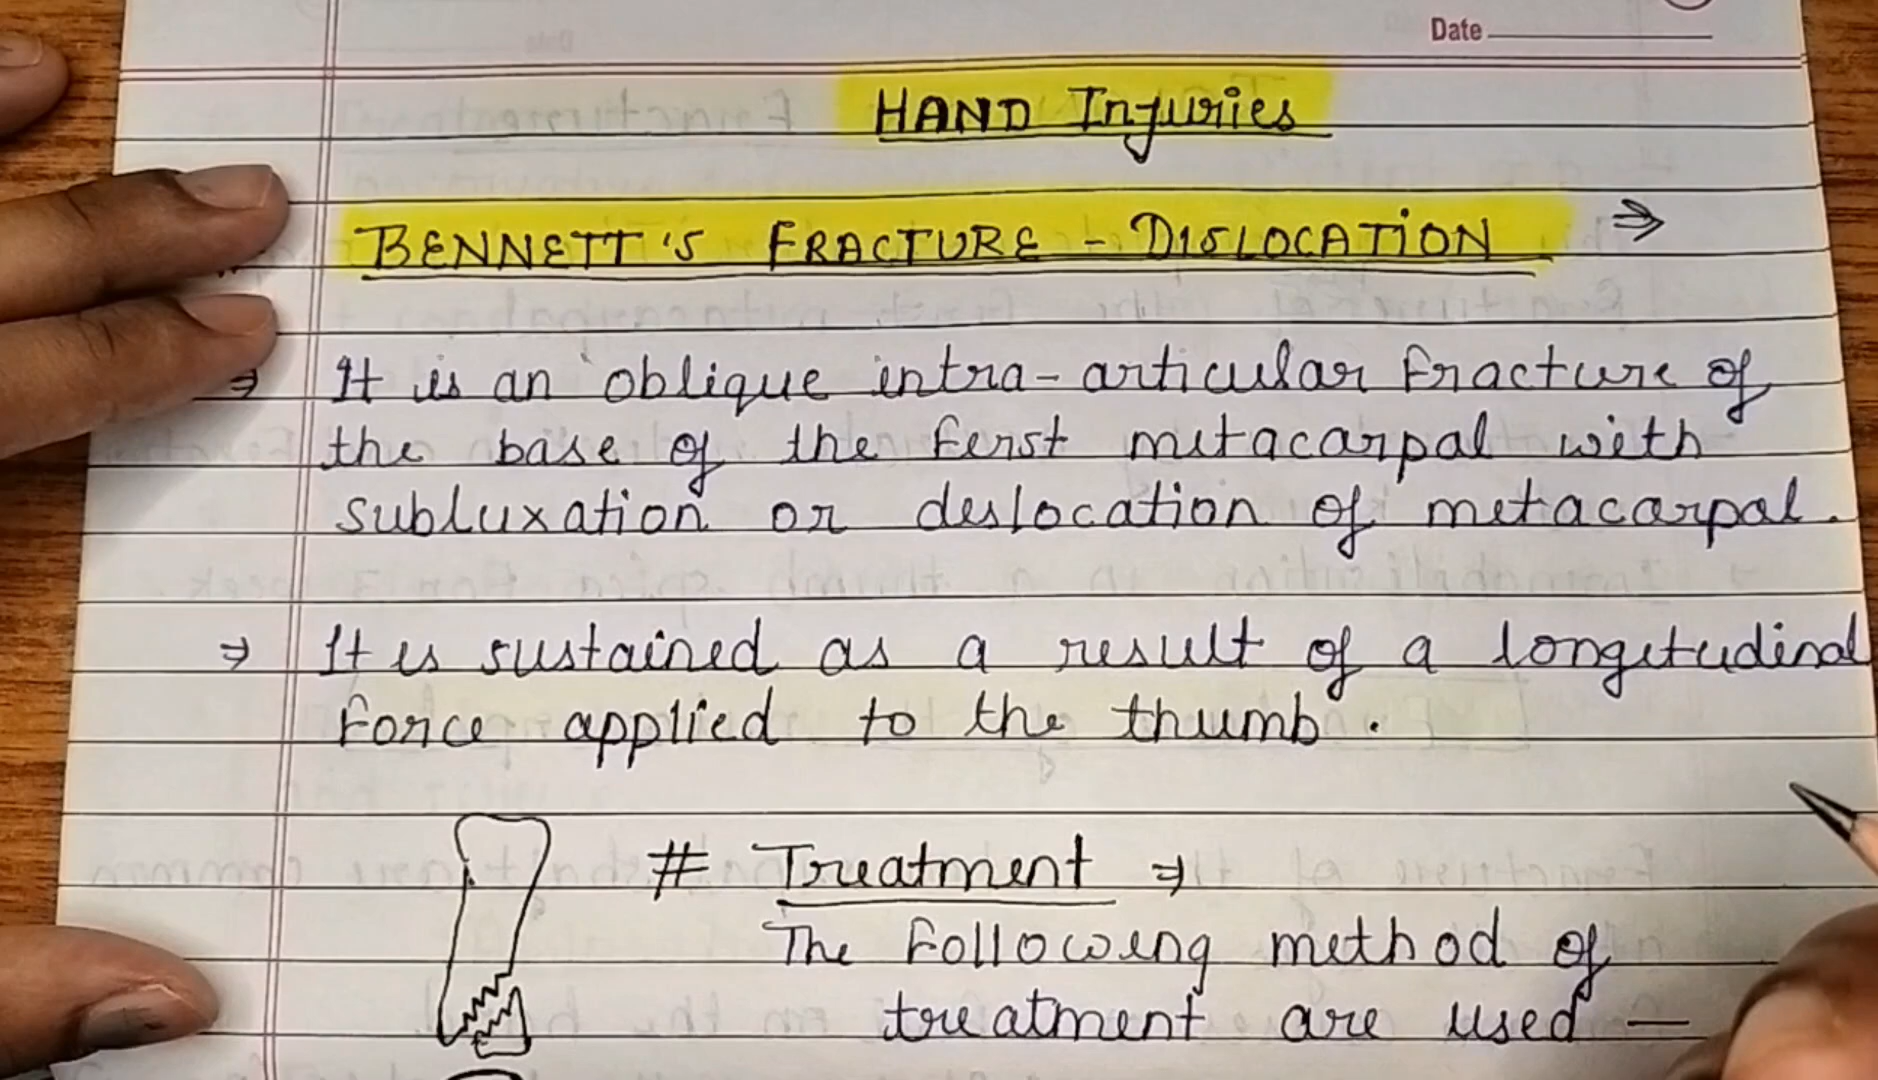 Date
HAND Injuries
BENNETT'S FRACTURE - DISLOCATION ⇒
⇒ It is an oblique intra-articular fracture of
the base of the first metacarpal with
subluxation or deslocation of metacarpal.
⇒ It is sustained as a result of a longitudinal
force applied to the thumb.
# Treatment ⇒
The following method of
treatment are used —